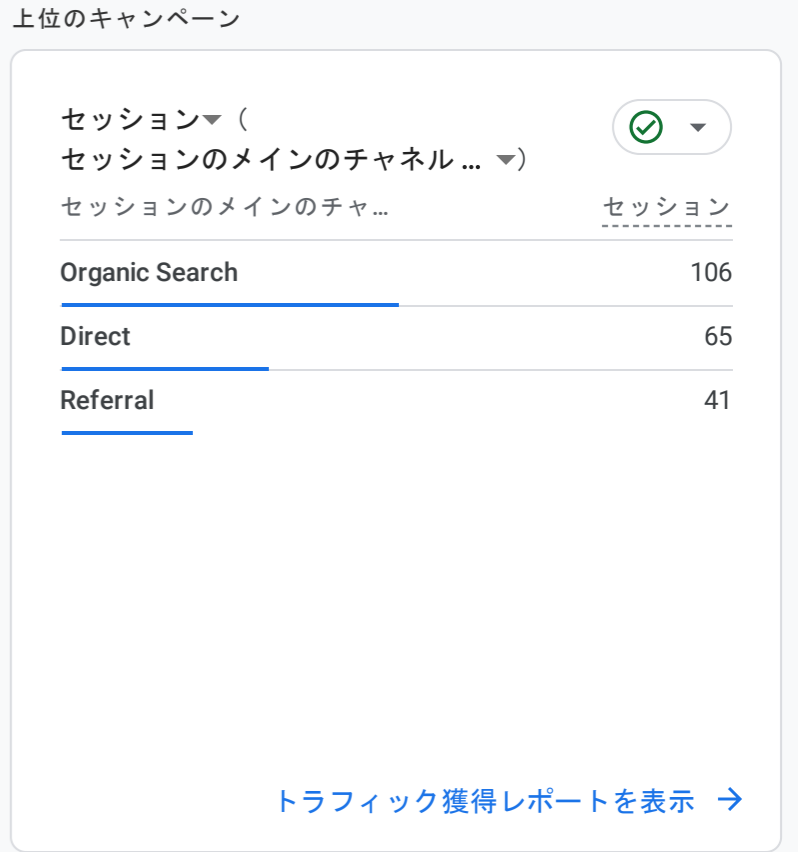 上位のキャンペーン
セッション（
セッションのメインのチャネル ... ）
セッションのメインのチャ... セッション
Organic Search 106
Direct 65
Referral 41
トラフィック獲得レポートを表示